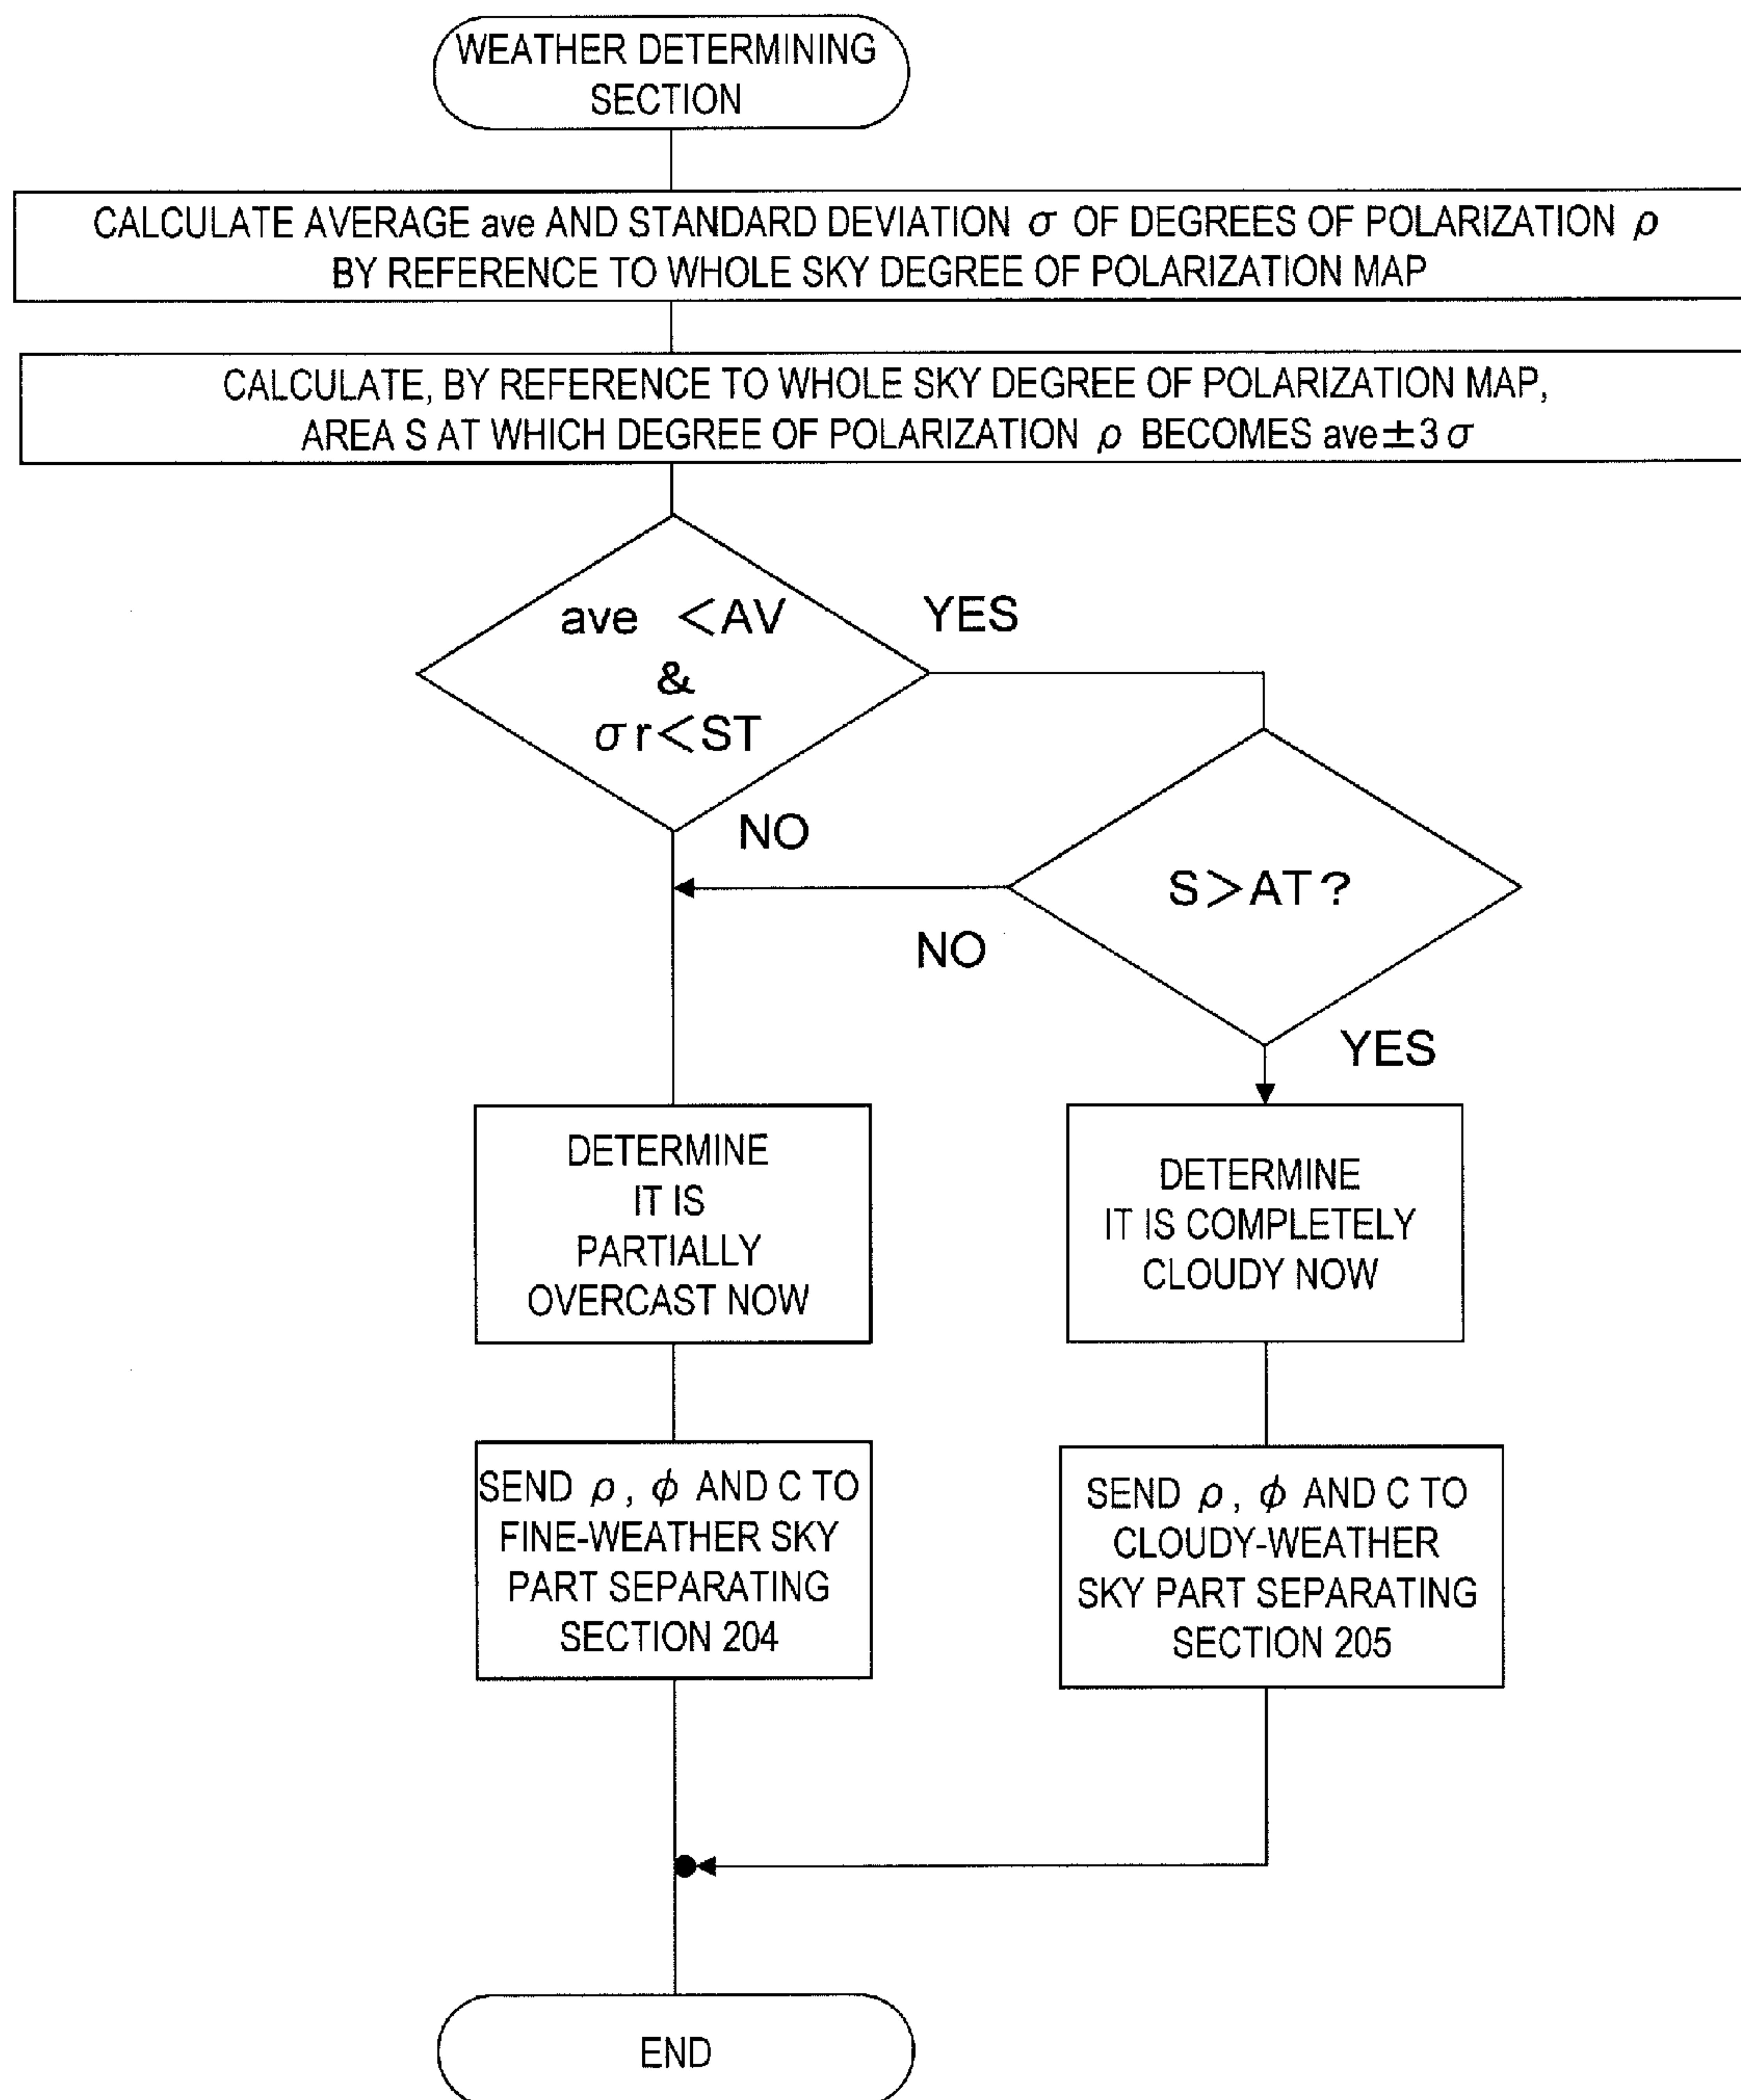 WEATHER DETERMINING
SECTION
CALCULATE AVERAGE ave AND STANDARD DEVIATION σ OF DEGREES OF POLARIZATION ρ
BY REFERENCE TO WHOLE SKY DEGREE OF POLARIZATION MAP
CALCULATE, BY REFERENCE TO WHOLE SKY DEGREE OF POLARIZATION MAP,
AREA S AT WHICH DEGREE OF POLARIZATION ρ BECOMES ave±3σ
ave <AV
&
σr<ST
YES
NO
S>AT?
NO
YES
DETERMINE
IT IS
PARTIALLY
OVERCAST NOW
DETERMINE
IT IS COMPLETELY
CLOUDY NOW
SEND ρ, φ AND C TO
FINE-WEATHER SKY
PART SEPARATING
SECTION 204
SEND ρ, φ AND C TO
CLOUDY-WEATHER
SKY PART SEPARATING
SECTION 205
END